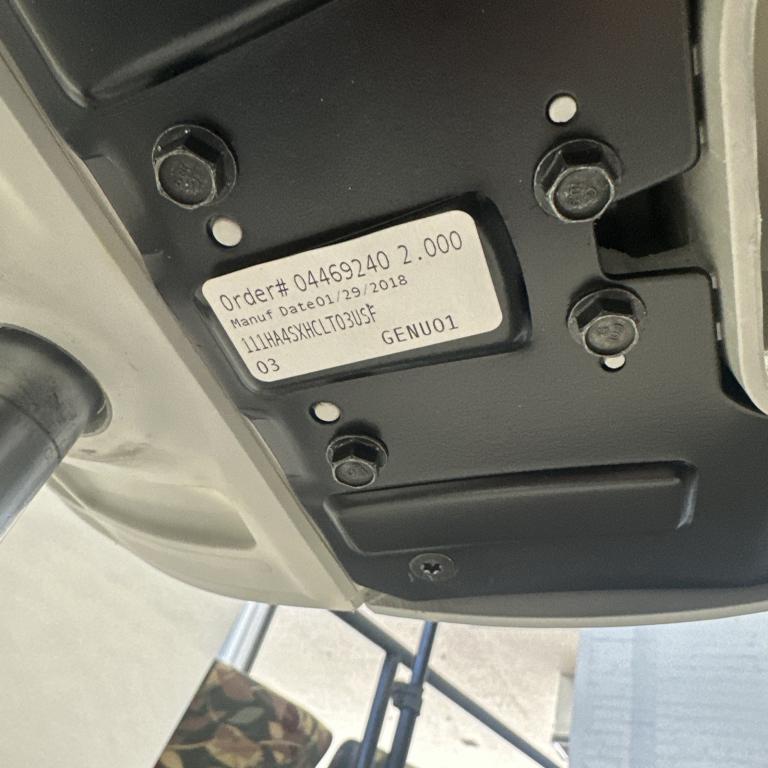 Order# 04469240 2.000
Manuf Date01/29/2018
111HA4SXHCLT03USF
GENU01
03